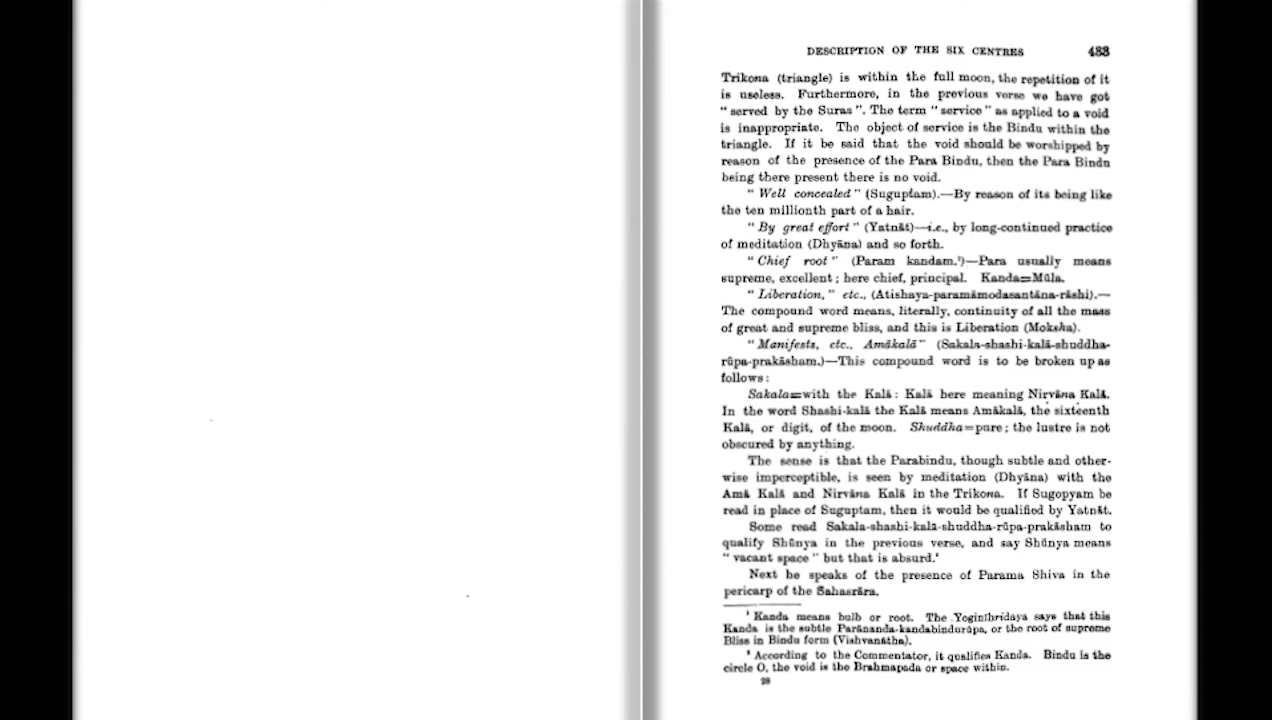 DESCRIPTION OF THE SIX CENTRES 433
Trikona (triangle) is within the full moon, the repetition of it
is useless. Furthermore, in the previous verse we have got
“ served by the Suras ”. The term “ service ” as applied to a void
is inappropriate. The object of service is the Bindu within the
triangle. If it be said that the void should be worshipped by
reason of the presence of the Para Bindu, then the Para Bindu
being there present there is no void.
“ Well concealed ” (Suguptam).—By reason of its being like
the ten millionth part of a hair.
“ By great effort ” (Yatnāt)—i.e., by long-continued practice
of meditation (Dhyāna) and so forth.
“ Chief root ” (Param kandam.¹)—Para usually means
supreme, excellent ; here chief, principal. Kanda=Mūla.
“ Liberation, ” etc., (Atishaya-paramāmodasantāna-rāshi).—
The compound word means, literally, continuity of all the mass
of great and supreme bliss, and this is Liberation (Moksha).
“ Manifests, etc., Amākalā ” (Sakala-shashi-kalā-shuddha-
rūpa-prakāsham.)—This compound word is to be broken up as
follows :
Sakala=with the Kalā : Kalā here meaning Nirvāna Kalā.
In the word Shashi-kalā the Kalā means Amākalā, the sixteenth
Kalā, or digit, of the moon. Shuddha=pure ; the lustre is not
obscured by anything.
The sense is that the Parabindu, though subtle and other-
wise imperceptible, is seen by meditation (Dhyāna) with the
Amā Kalā and Nirvāna Kalā in the Trikona. If Sugopyam be
read in place of Suguptam, then it would be qualified by Yatnāt.
Some read Sakala-shashi-kala-shuddha-rūpa-prakāsham to
qualify Shūnya in the previous verse, and say Shūnya means
“ vacant space ” but that is absurd.²
Next he speaks of the presence of Parama Shiva in the
pericarp of the Sahasrāra.
¹ Kanda means bulb or root. The Yoginīhridaya says that this
Kanda is the subtle Parānanda-kandabindurūpa, or the root of supreme
Bliss in Bindu form (Vishvanātha).
² According to the Commentator, it qualifies Kanda. Bindu is the
circle O, the void is the Brahmapada or space within.
28